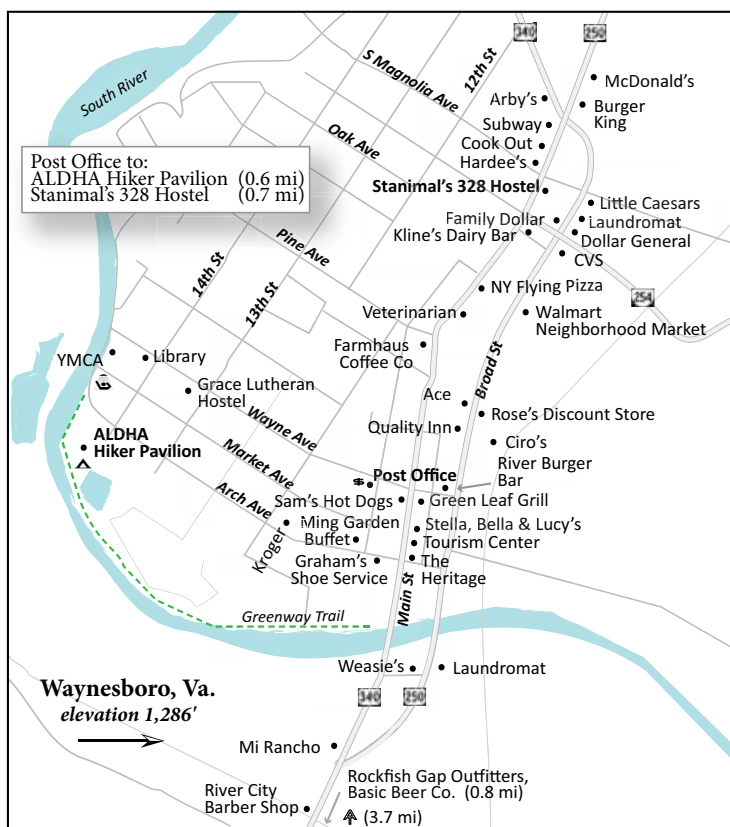 340
250
South River
13th St
14th St
12th St
S Magnolia Ave
Oak Ave
Pine Ave
McDonald's
Arby's
Burger
King
Subway
Cook Out
Hardee's
Stanimal's 328 Hostel
Post Office to:
ALDHA Hiker Pavilion (0.6 mi)
Stanimal's 328 Hostel (0.7 mi)
Little Caesars
Family Dollar
Laundromat
Kline's Dairy Bar
Dollar General
CVS
254
NY Flying Pizza
Veterinarian
Walmart
Neighborhood Market
Farmhaus
Coffee Co
Broad St
YMCA
Library
Grace Lutheran
Hostel
Ace
Rose's Discount Store
Wayne Ave
Quality Inn
Ciro's
ALDHA
Hiker Pavilion
Market Ave
River Burger
Bar
Post Office
Arch Ave
Sam's Hot Dogs
Green Leaf Grill
Kroger
Ming Garden
Buffet
Stella, Bella & Lucy's
Tourism Center
Graham's
Shoe Service
The
Heritage
Main St
Greenway Trail
Weasie's
Laundromat
340
250
Waynesboro, Va.
elevation 1,286'
Mi Rancho
Rockfish Gap Outfitters,
Basic Beer Co. (0.8 mi)
River City
Barber Shop
(3.7 mi)